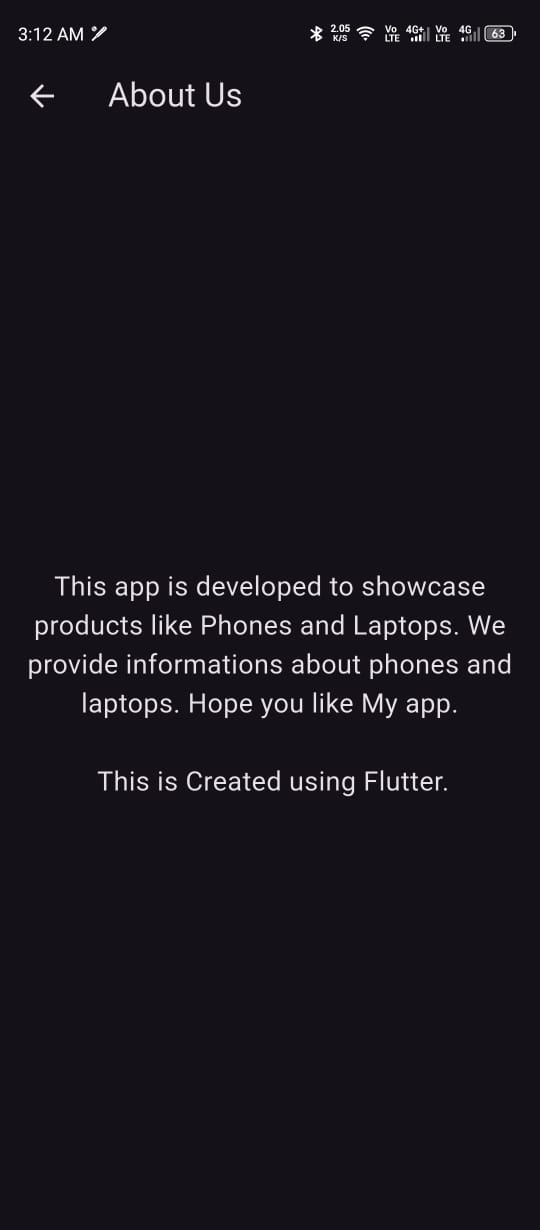 3:12 AM
2.05 K/S Vo LTE 4G+ Vo LTE 4G 63
About Us
This app is developed to showcase
products like Phones and Laptops. We
provide informations about phones and
laptops. Hope you like My app.
This is Created using Flutter.